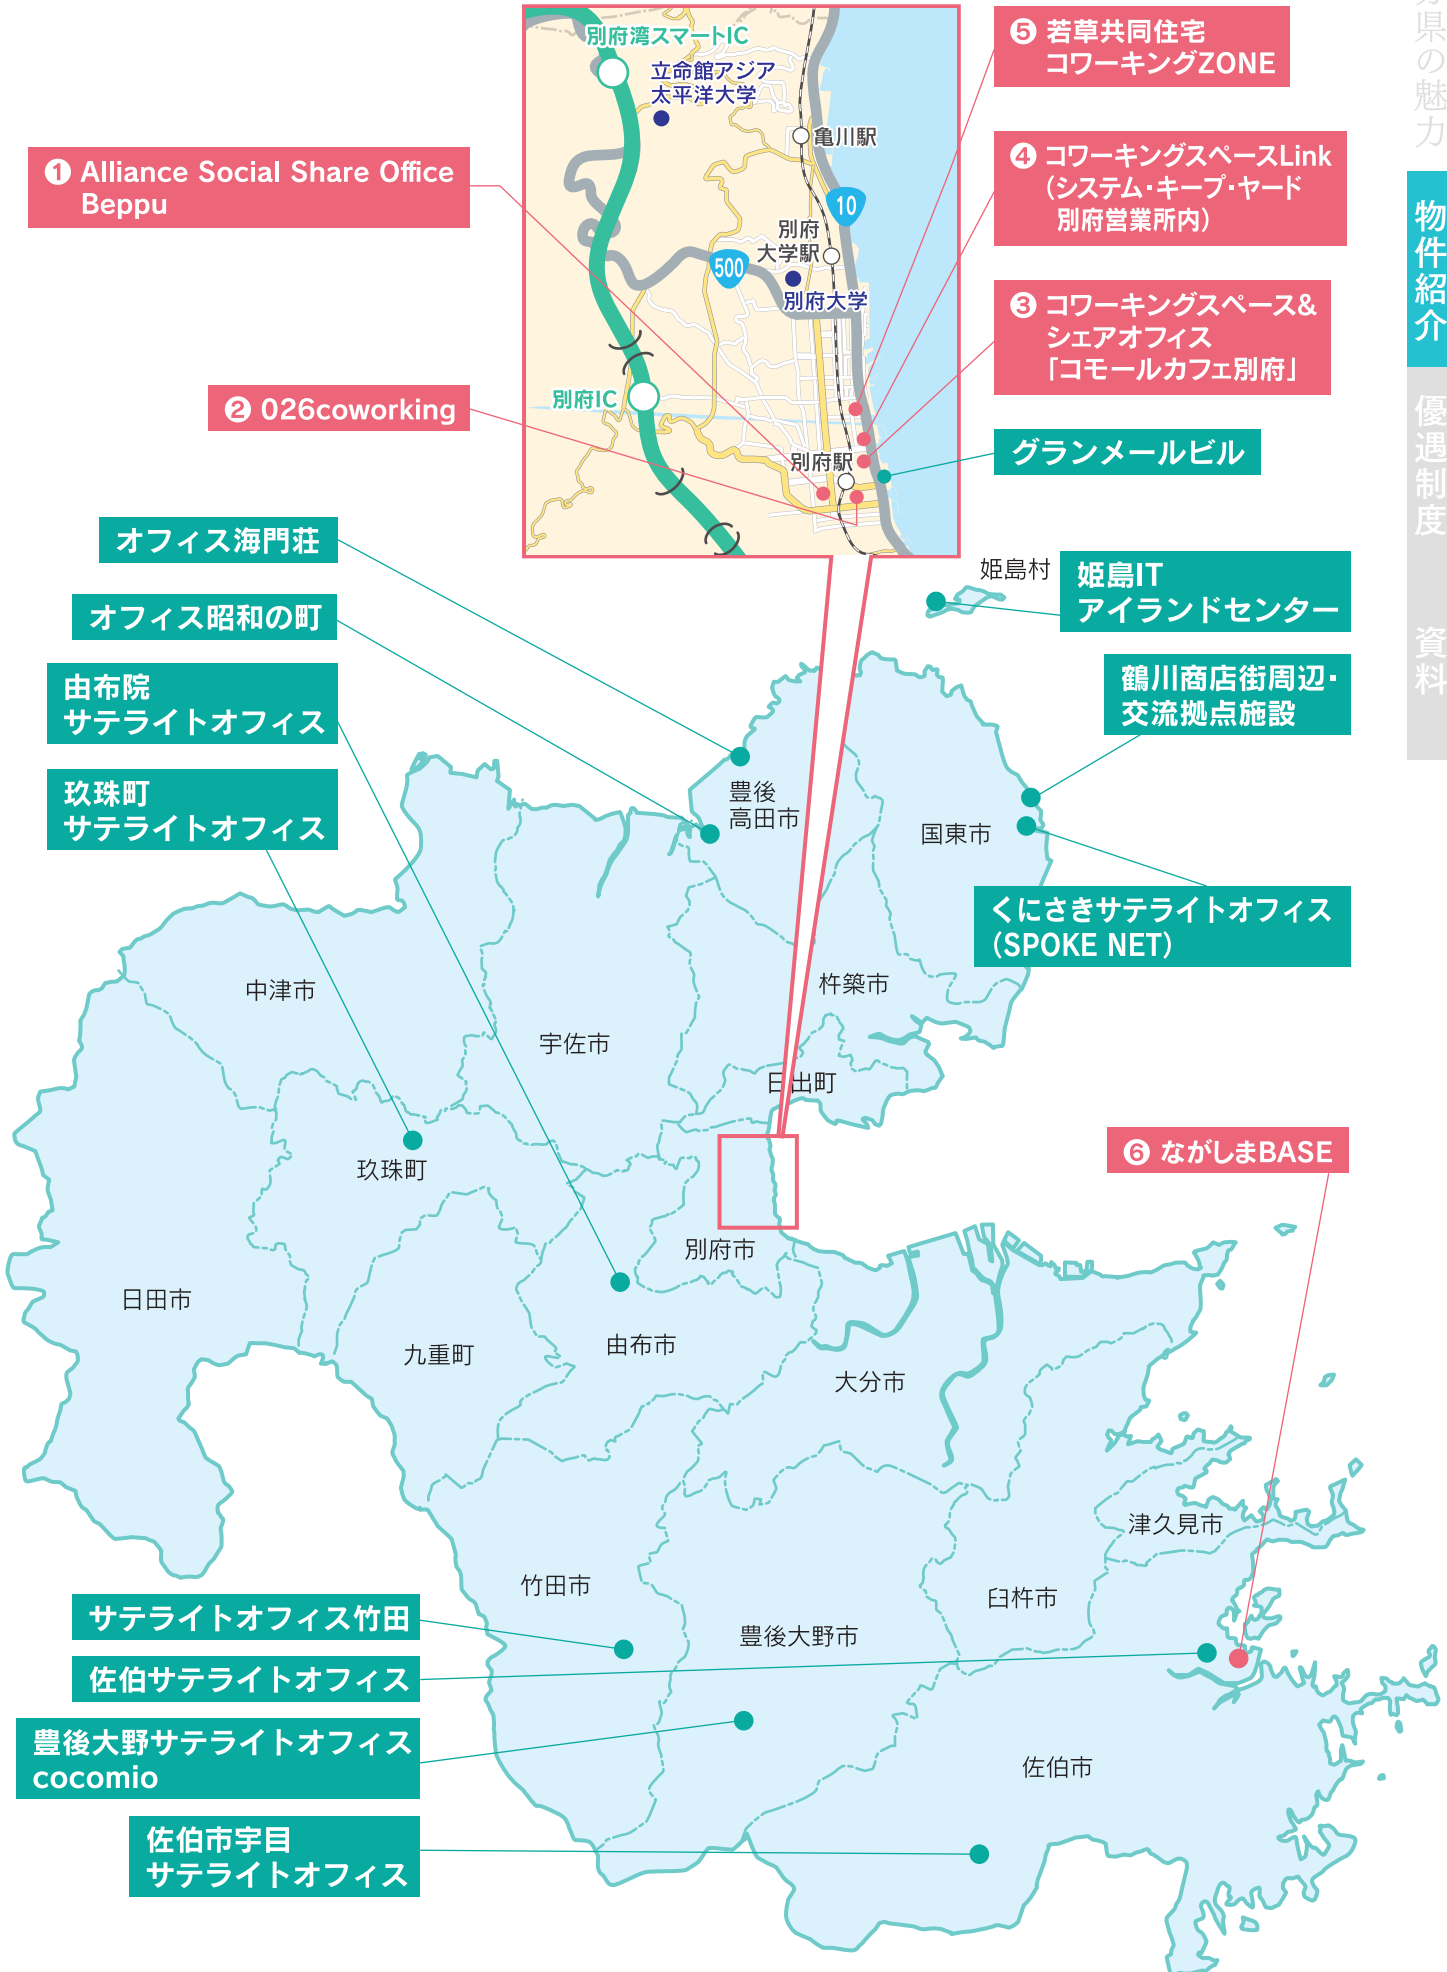 県の魅力
物件紹介
優遇制度
資料
別府湾スマートIC
立命館アジア
太平洋大学
亀川駅
10
別府
大学駅
500
別府大学
別府IC
別府駅
❺ 若草共同住宅
コワーキングZONE
❹ コワーキングスペースLink
(システム・キープ・ヤード
別府営業所内)
❸ コワーキングスペース&
シェアオフィス
「コモールカフェ別府」
グランメールビル
❶ Alliance Social Share Office
Beppu
❷ 026coworking
オフィス海門荘
オフィス昭和の町
由布院
サテライトオフィス
玖珠町
サテライトオフィス
姫島村
姫島IT
アイランドセンター
鶴川商店街周辺・
交流拠点施設
豊後
高田市
国東市
くにさきサテライトオフィス
(SPOKE NET)
中津市
杵築市
宇佐市
日出町
❻ ながしまBASE
玖珠町
別府市
日田市
九重町
由布市
大分市
津久見市
竹田市
臼杵市
豊後大野市
サテライトオフィス竹田
佐伯サテライトオフィス
豊後大野サテライトオフィス
cocomio
佐伯市
佐伯市宇目
サテライトオフィス